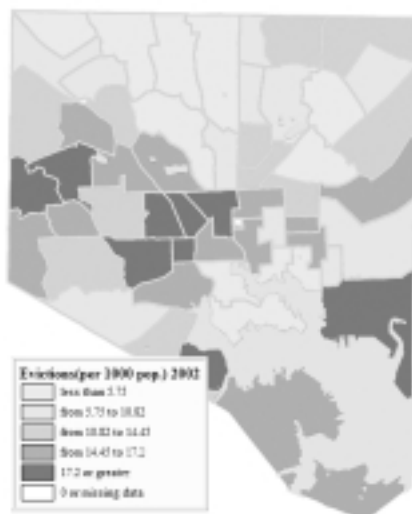 Evictions(per 1000 pop.) 2002
less than 5.75
from 5.75 to 10.82
from 10.82 to 14.45
from 14.45 to 17.2
17.2 or greater
0 or missing data